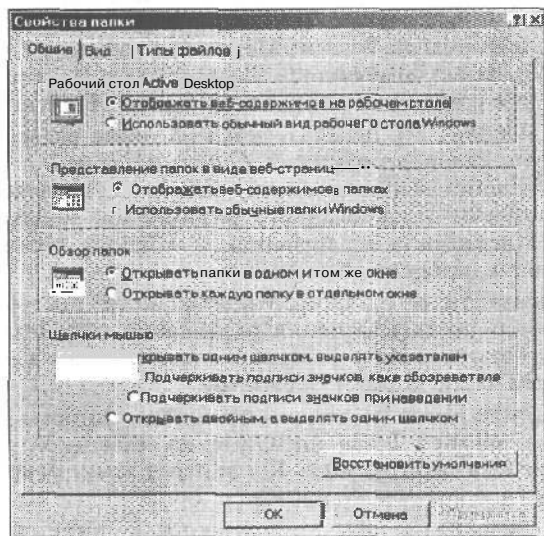 Свойства папки ? ×
Общие Вид Типы файлов
Рабочий стол Active Desktop
Отображать веб-содержимое на рабочем столе
Использовать обычный вид рабочего стола Windows
Представление папок в виде веб-страниц
Отображать веб-содержимое в папках
Использовать обычные папки Windows
Обзор папок
Открывать папки в одном и том же окне
Открывать каждую папку в отдельном окне
Щелчки мышью
ткрывать одним щелчком, выделять указателем
Подчеркивать подписи значков, как в обозревателе
Подчеркивать подписи значков при наведении
Открывать двойным, а выделять одним щелчком
Восстановить умолчания
OK Отмена